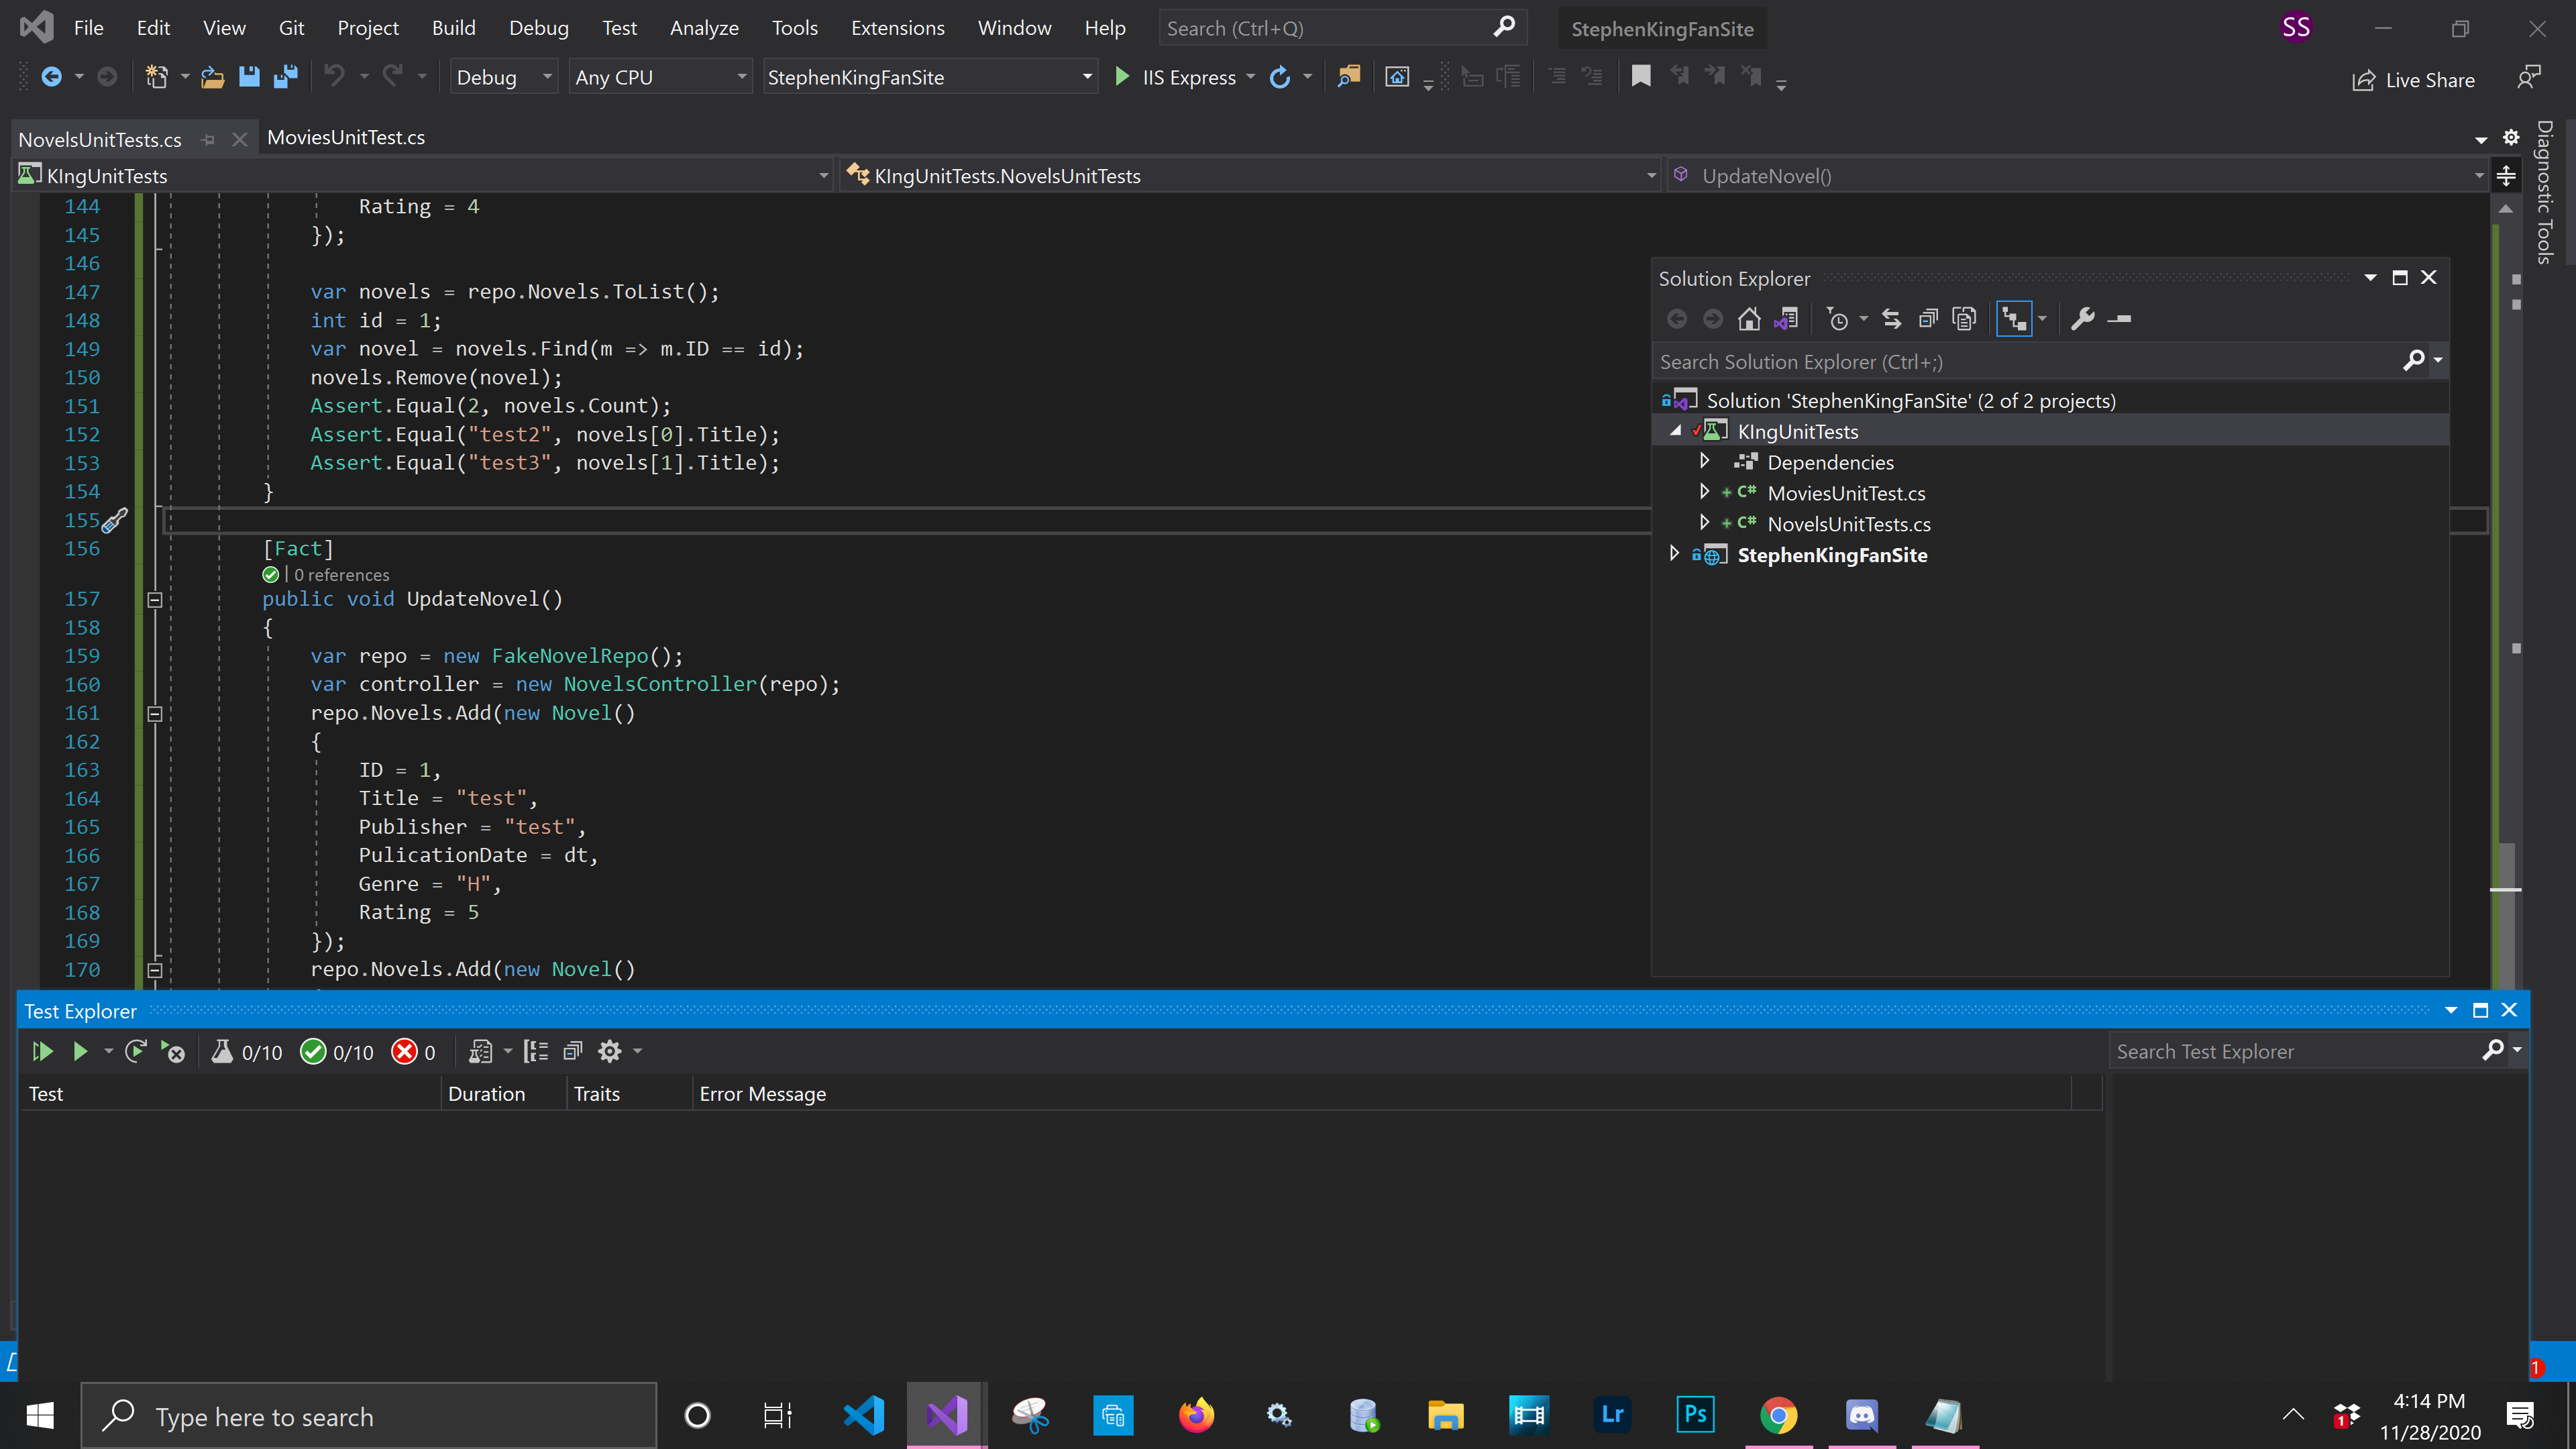 File Edit View Git Project Build Debug Test Analyze Tools Extensions Window Help Search (Ctrl+Q) StephenKingFanSite SS
Debug Any CPU StephenKingFanSite IIS Express Live Share
NovelsUnitTests.cs MoviesUnitTest.cs
KIngUnitTests KIngUnitTests.NovelsUnitTests UpdateNovel()
Diagnostic Tools
144 Rating = 4
145 });
146
147 var novels = repo.Novels.ToList();
148 int id = 1;
149 var novel = novels.Find(m => m.ID == id);
150 novels.Remove(novel);
151 Assert.Equal(2, novels.Count);
152 Assert.Equal("test2", novels[0].Title);
153 Assert.Equal("test3", novels[1].Title);
154 }
155
156 [Fact]
0 references
157 public void UpdateNovel()
158 {
159 var repo = new FakeNovelRepo();
160 var controller = new NovelsController(repo);
161 repo.Novels.Add(new Novel()
162 {
163 ID = 1,
164 Title = "test",
165 Publisher = "test",
166 PulicationDate = dt,
167 Genre = "H",
168 Rating = 5
169 });
170 repo.Novels.Add(new Novel()
Solution Explorer
Search Solution Explorer (Ctrl+;)
Solution 'StephenKingFanSite' (2 of 2 projects)
KIngUnitTests
Dependencies
C# MoviesUnitTest.cs
C# NovelsUnitTests.cs
StephenKingFanSite
Test Explorer
0/10 0/10 0 Search Test Explorer
Test Duration Traits Error Message
1
Type here to search Lr Ps 1 4:14 PM
11/28/2020